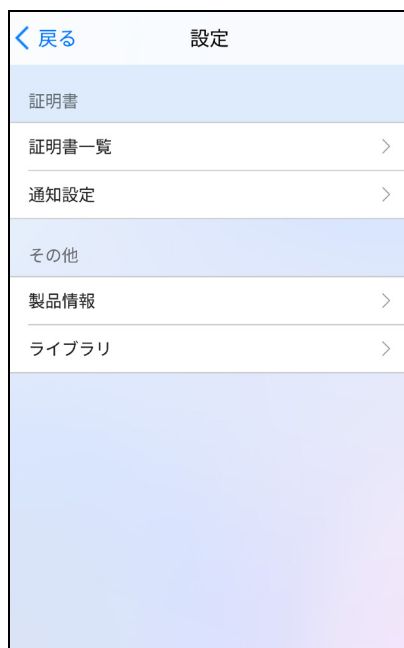 戻る 設定
証明書
証明書一覧
通知設定
その他
製品情報
ライブラリ